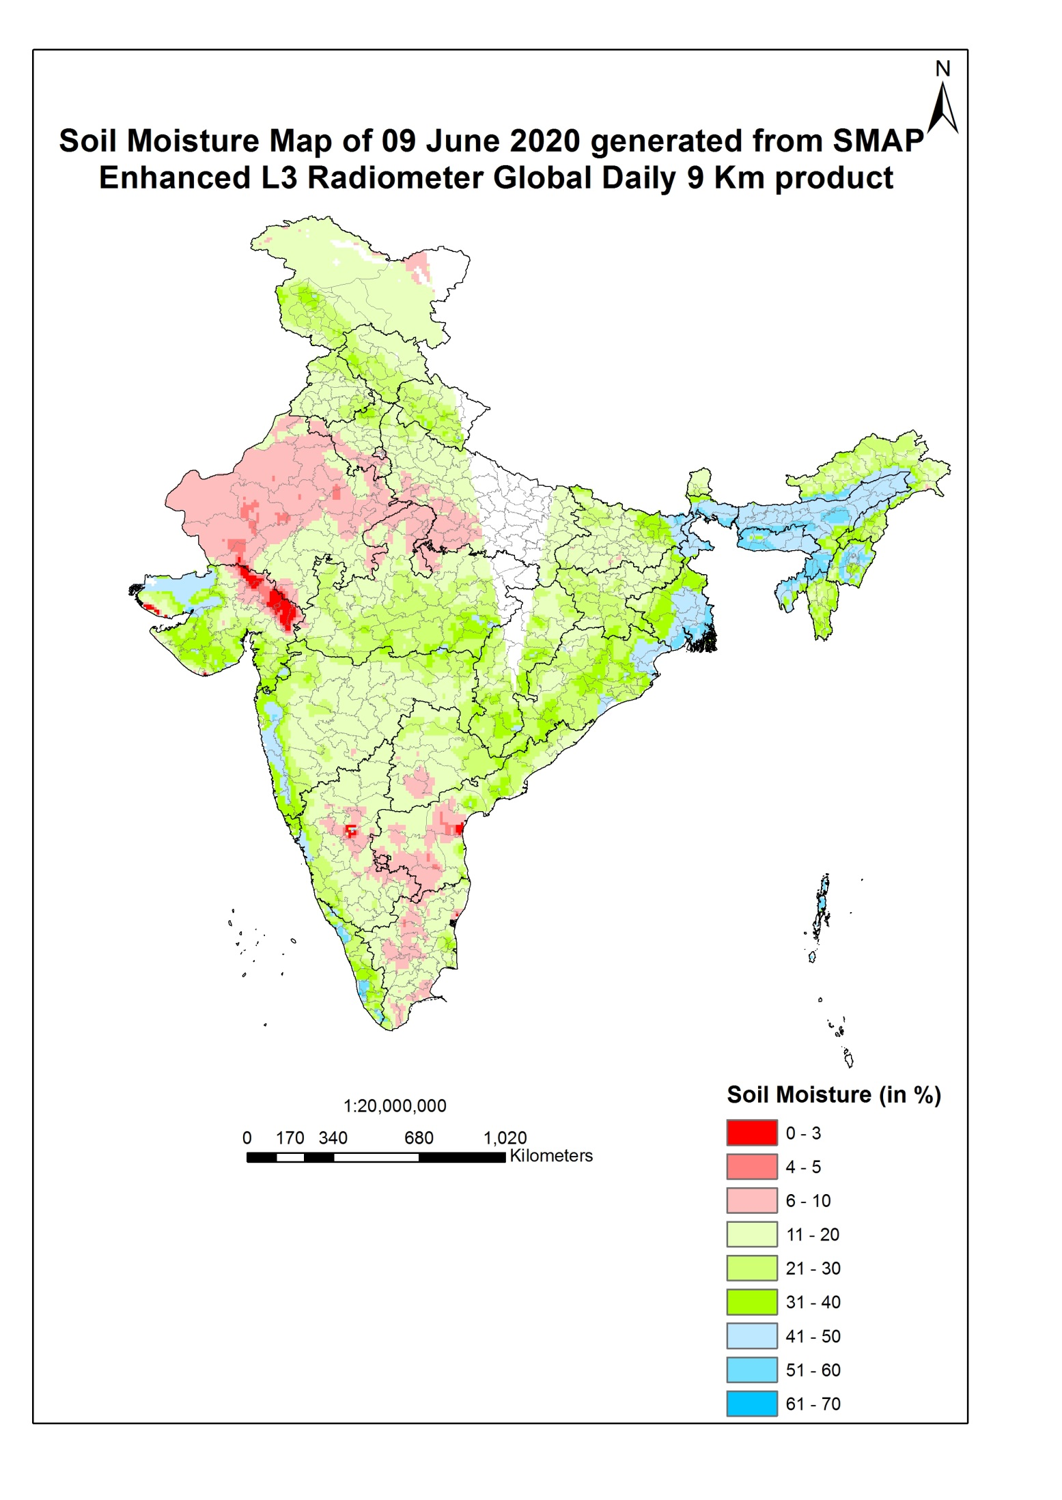 N
Soil Moisture Map of 09 June 2020 generated from SMAP
Enhanced L3 Radiometer Global Daily 9 Km product
1:20,000,000
0 170 340 680 1,020
Kilometers
Soil Moisture (in %)
0 - 3
4 - 5
6 - 10
11 - 20
21 - 30
31 - 40
41 - 50
51 - 60
61 - 70